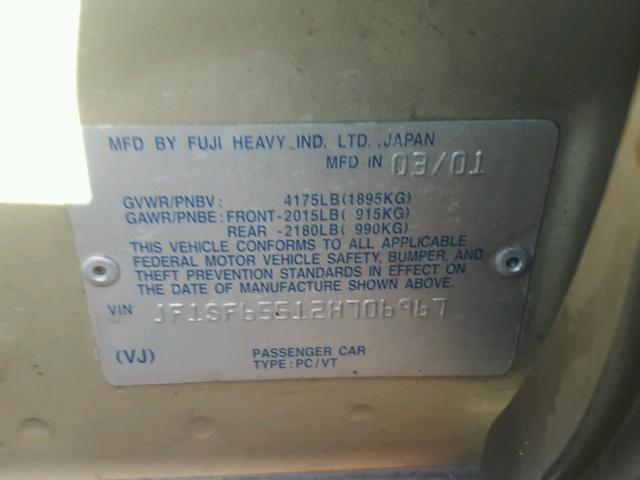 MFD BY FUJI HEAVY IND. LTD., JAPAN
MFD IN 03/01
GVWR/PNBV: 4175LB(1895KG)
GAWR/PNBE: FRONT-2015LB( 915KG)
REAR -2180LB( 990KG)
THIS VEHICLE CONFORMS TO ALL APPLICABLE
FEDERAL MOTOR VEHICLE SAFETY, BUMPER, AND
THEFT PREVENTION STANDARDS IN EFFECT ON
THE DATE OF MANUFACTURE SHOWN ABOVE.
VIN JF1SF65512H706967
(VJ) PASSENGER CAR
TYPE: PC/VT